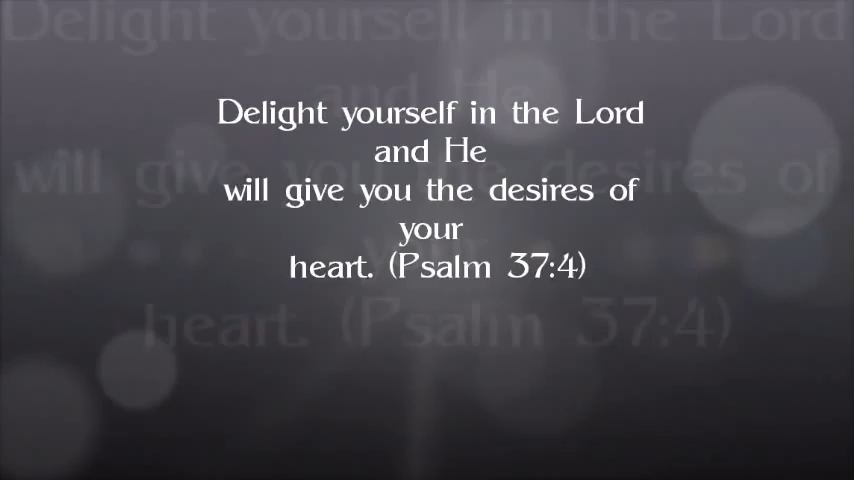 Delight yourself in the Lord
and He
will give you the desires of
your
heart. (Psalm 37:4)